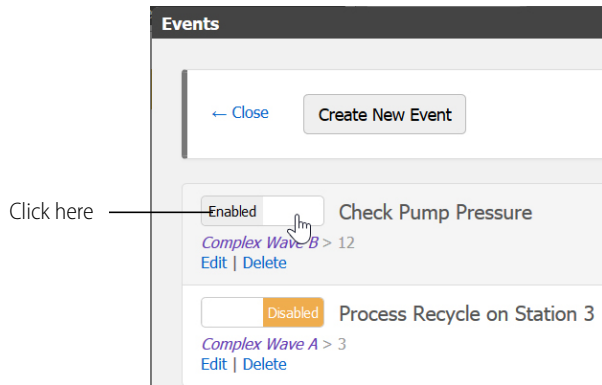 Events
← Close
Create New Event
Click here
Enabled
Check Pump Pressure
Complex Wave B > 12
Edit | Delete
Disabled
Process Recycle on Station 3
Complex Wave A > 3
Edit | Delete